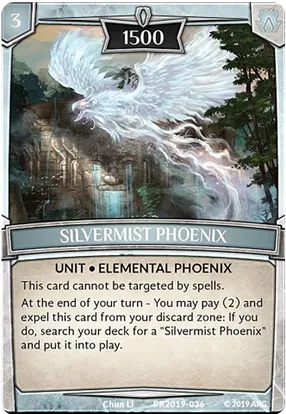 3
1500
SILVERMIST PHOENIX
UNIT • ELEMENTAL PHOENIX
This card cannot be targeted by spells.
At the end of your turn - You may pay (2) and
expel this card from your discard zone: If you
do, search your deck for a "Silvermist Phoenix"
and put it into play.
Chun Li PR2019-036 © 2019 ARG